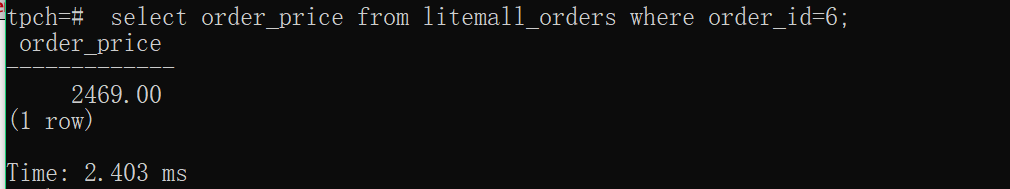 tpch=#  select order_price from litemall_orders where order_id=6;
 order_price
-------------
     2469.00
(1 row)

Time: 2.403 ms